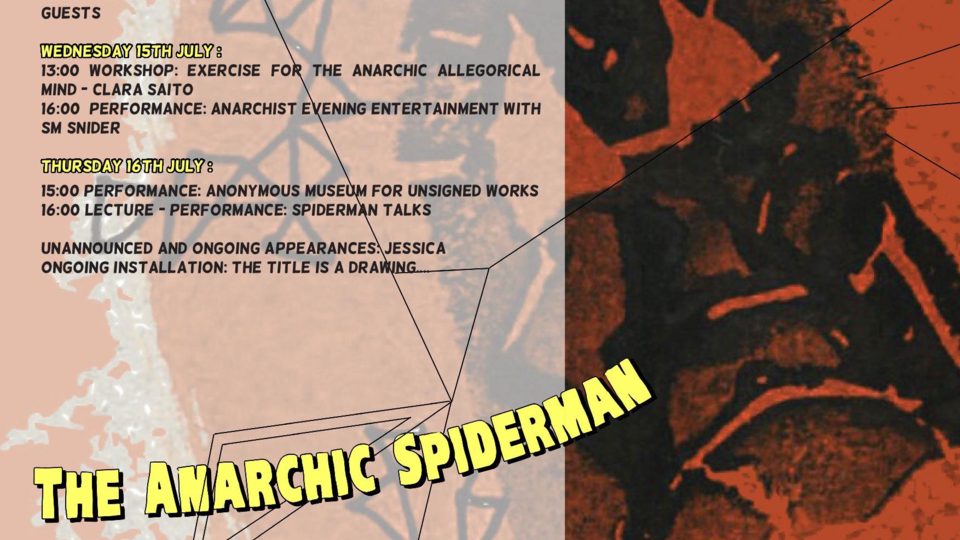 GUESTS
WEDNESDAY 15TH JULY :
13:00 WORKSHOP: EXERCISE FOR THE ANARCHIC ALLEGORICAL
MIND - CLARA SAITO
16:00 PERFORMANCE: ANARCHIST EVENING ENTERTAINMENT WITH
SM SNIDER
THURSDAY 16TH JULY :
15:00 PERFORMANCE: ANONYMOUS MUSEUM FOR UNSIGNED WORKS
16:00 LECTURE - PERFORMANCE: SPIDERMAN TALKS
UNANNOUNCED AND ONGOING APPEARANCES: JESSICA
ONGOING INSTALLATION: THE TITLE IS A DRAWING....
THE ANARCHIC SPIDERMAN